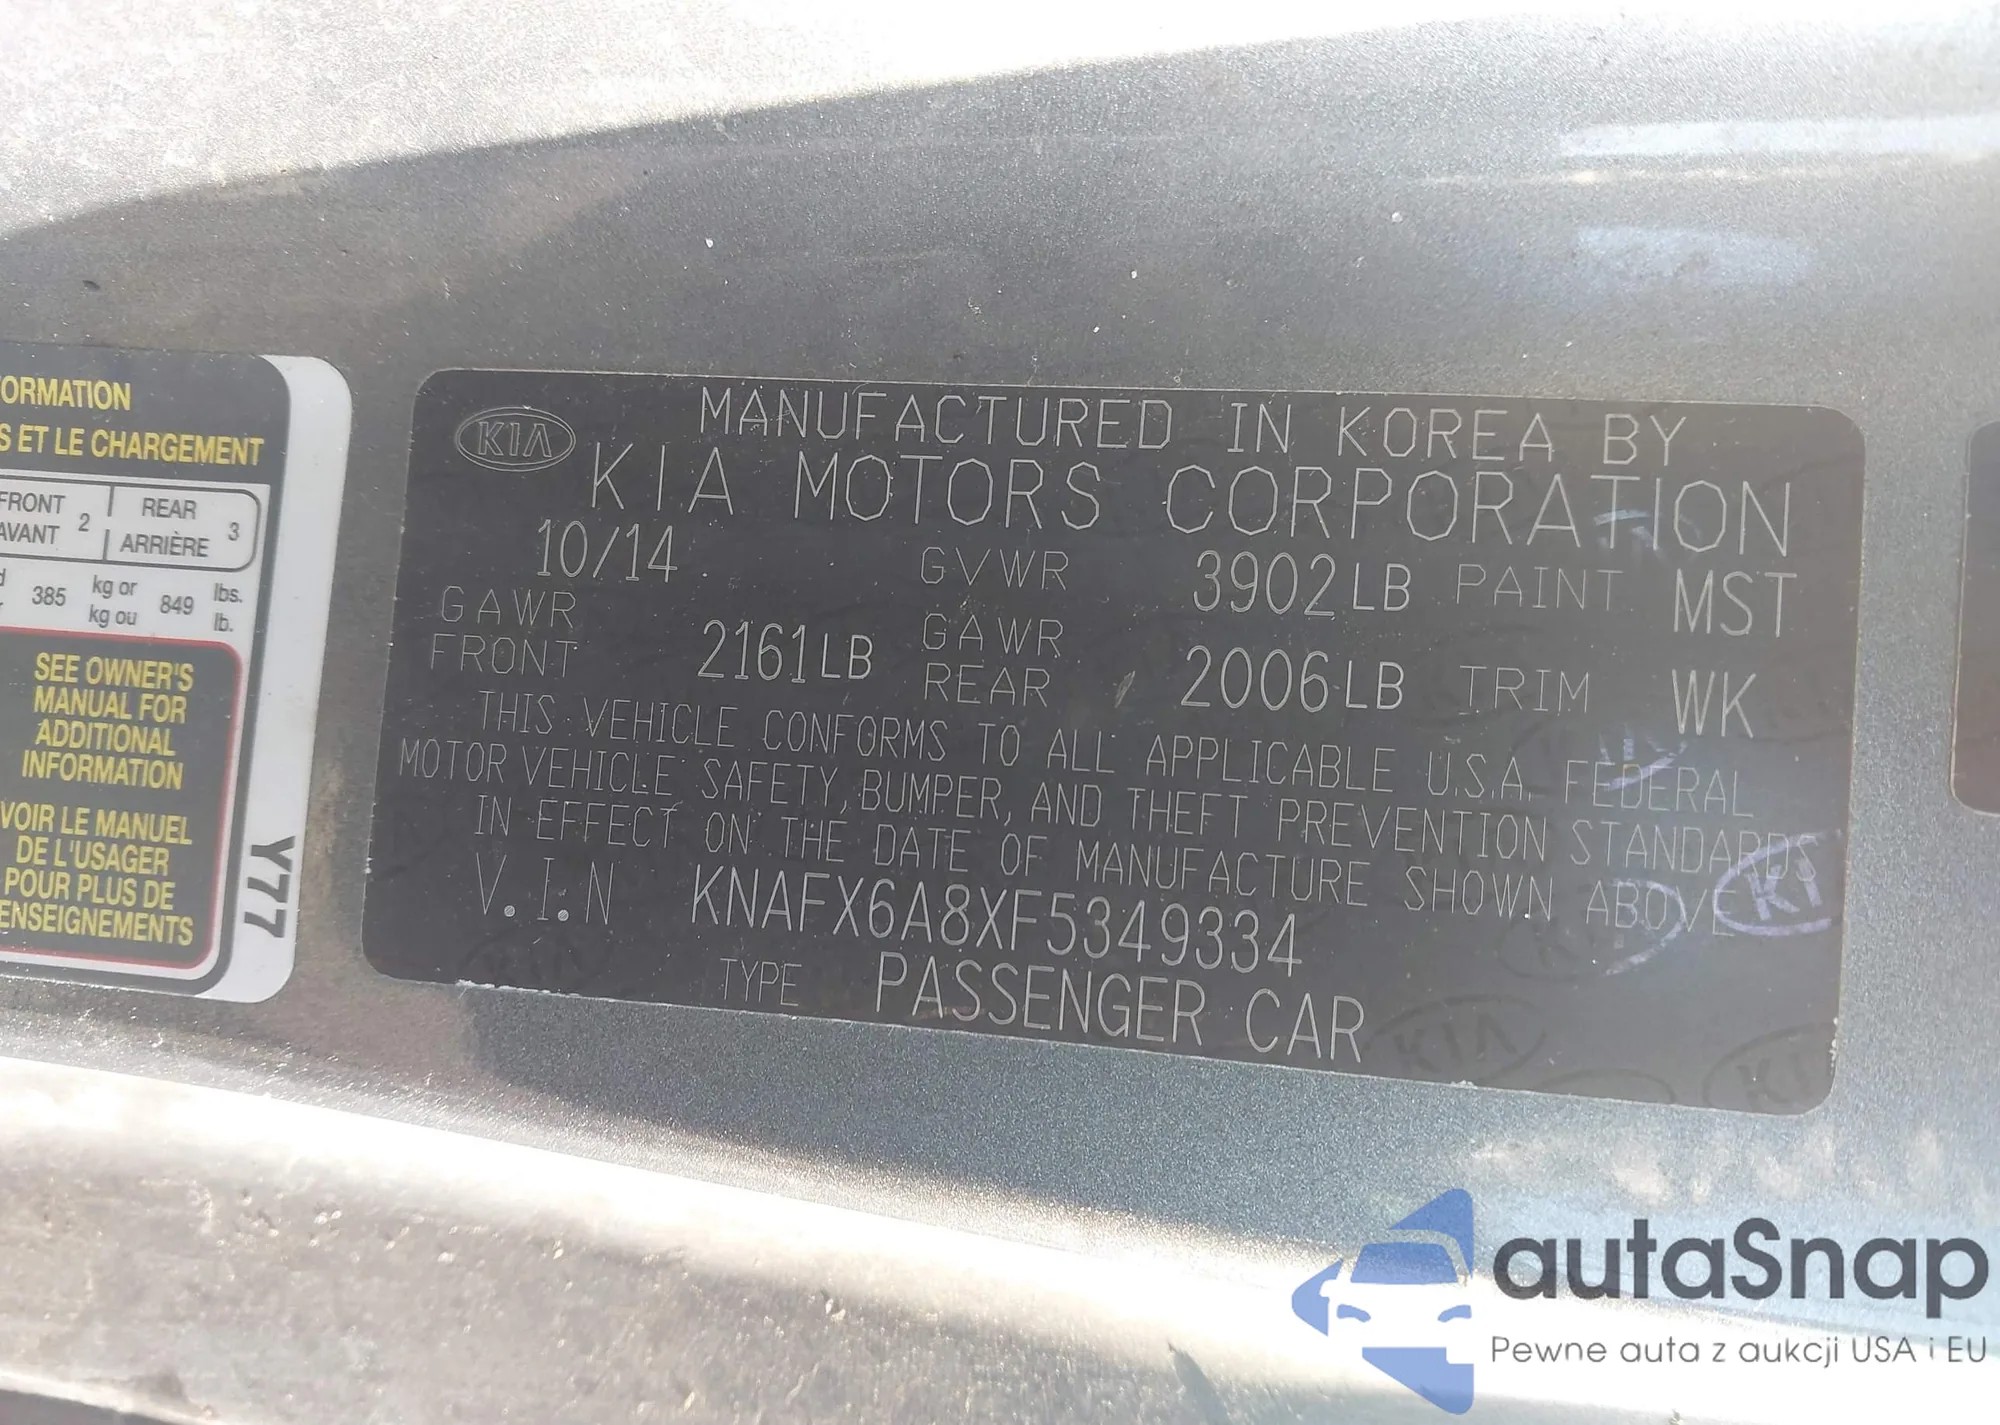 ORMATION
S ET LE CHARGEMENT
FRONT
AVANT 2
REAR
ARRIÈRE 3
385 kg or
kg ou 849 lbs.
lb.
SEE OWNER'S
MANUAL FOR
ADDITIONAL
INFORMATION
VOIR LE MANUEL
DE L'USAGER
POUR PLUS DE
ENSEIGNEMENTS
Y77
KIA
MANUFACTURED IN KOREA BY
KIA MOTORS CORPORATION
10/14 GVWR 3902LB PAINT MST
GAWR
FRONT 2161LB GAWR
REAR 2006LB TRIM WK
THIS VEHICLE CONFORMS TO ALL APPLICABLE U.S.A. FEDERAL
MOTOR VEHICLE SAFETY, BUMPER, AND THEFT PREVENTION STANDARDS
IN EFFECT ON THE DATE OF MANUFACTURE SHOWN ABOVE
V.I.N KNAFX6A8XF5349334
TYPE PASSENGER CAR
autaSnap
Pewne auta z aukcji USA i EU